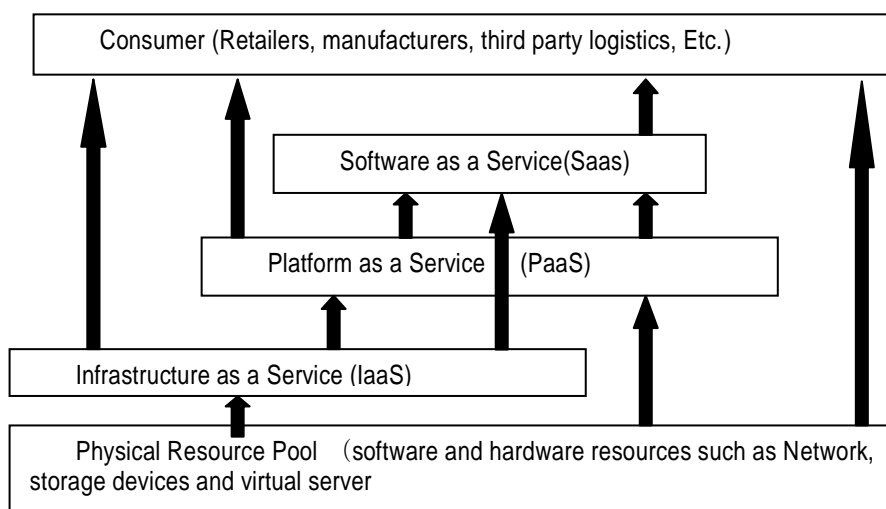 Consumer (Retailers, manufacturers, third party logistics, Etc.)
Software as a Service(Saas)
Platform as a Service (PaaS)
Infrastructure as a Service (IaaS)
Physical Resource Pool （software and hardware resources such as Network,
storage devices and virtual server